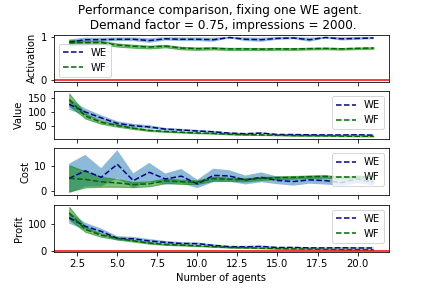 Performance comparison, fixing one WE agent.
Demand factor = 0.75, impressions = 2000.
Activation
1
0
WE
WF
Value
150
100
50
WE
WF
Cost
10
0
WE
WF
Profit
100
0
WE
WF
2.5 5.0 7.5 10.0 12.5 15.0 17.5 20.0
Number of agents